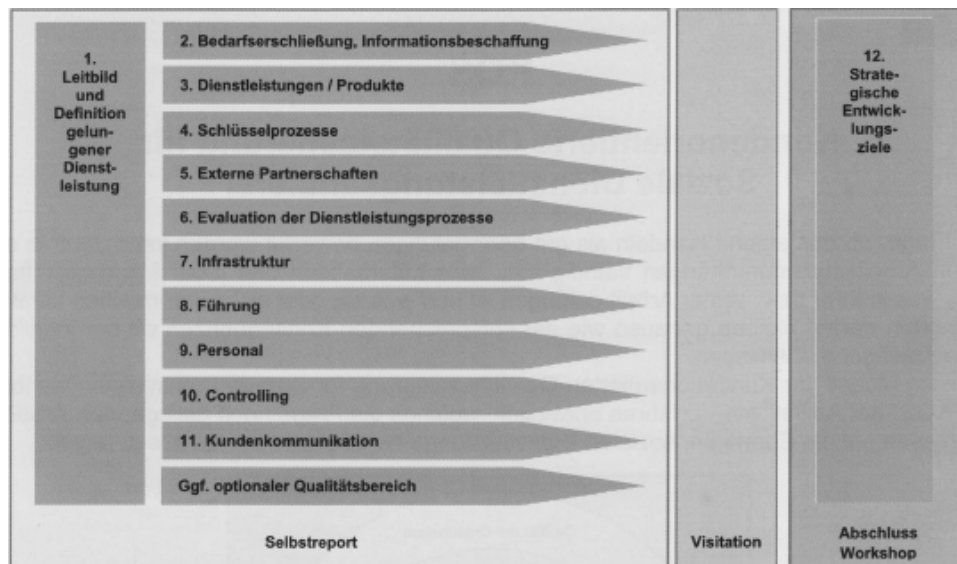 1.
Leitbild
und
Definition
gelun-
gener
Dienst-
leistung
2. Bedarfserschließung, Informationsbeschaffung
3. Dienstleistungen / Produkte
4. Schlüsselprozesse
5. Externe Partnerschaften
6. Evaluation der Dienstleistungsprozesse
7. Infrastruktur
8. Führung
9. Personal
10. Controlling
11. Kundenkommunikation
Ggf. optionaler Qualitätsbereich
Selbstreport
Visitation
12.
Strate-
gische
Entwick-
lungs-
ziele
Abschluss
Workshop